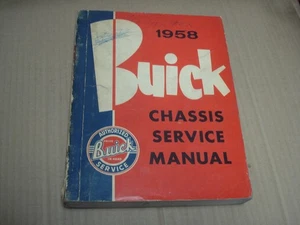 1958
Buick
CHASSIS
SERVICE
MANUAL
AUTHORIZED
Buick
SERVICE